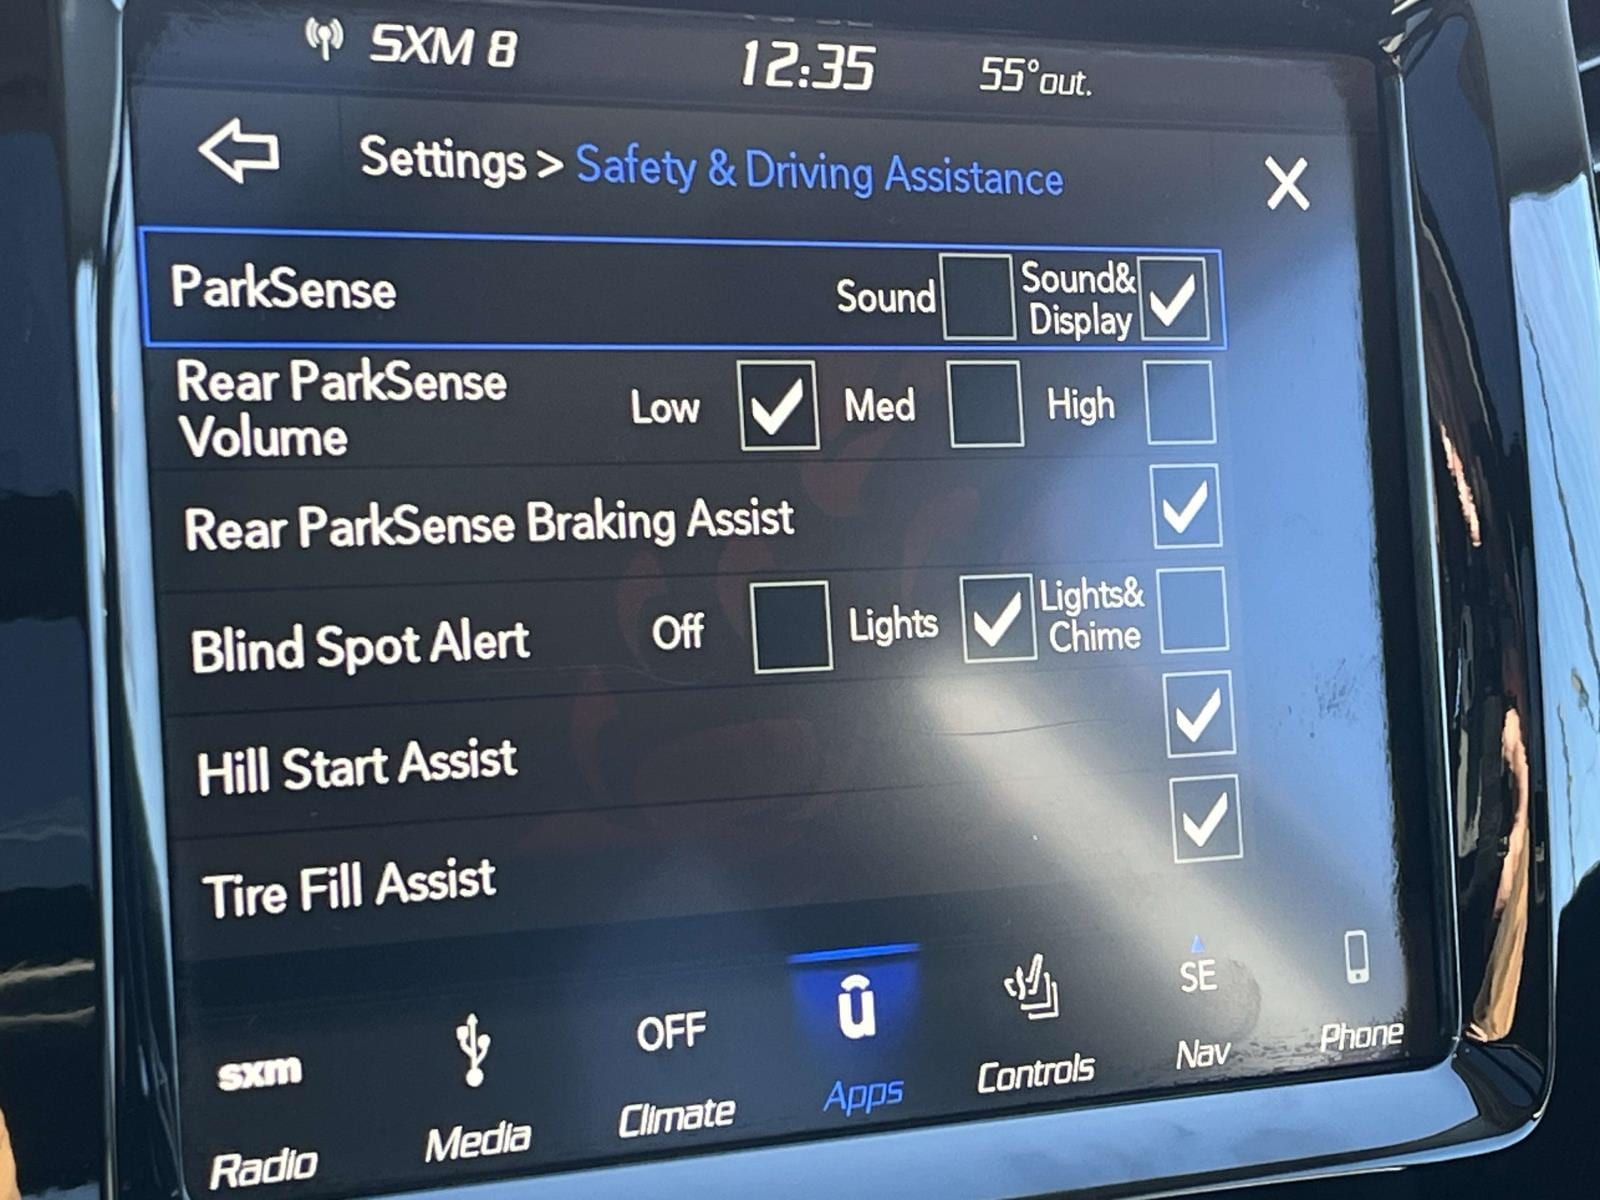 SXM 8 12:35 55°out.
Settings > Safety & Driving Assistance
ParkSense Sound Sound&
Display
Rear ParkSense
Volume Low Med High
Rear ParkSense Braking Assist
Blind Spot Alert Off Lights Lights&
Chime
Hill Start Assist
Tire Fill Assist
sxm OFF û SE
Radio Media Climate Apps Controls Nav Phone